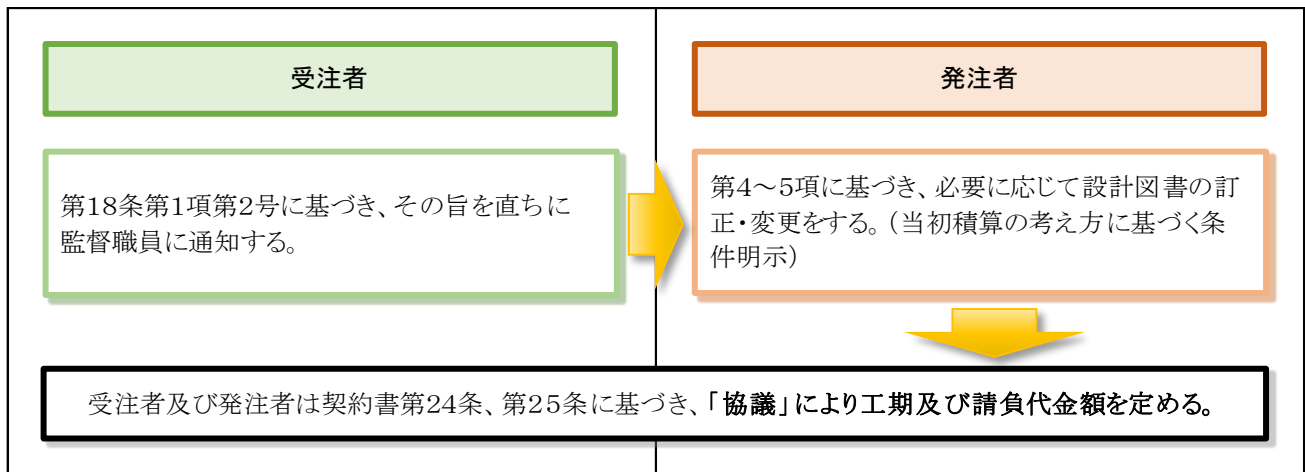 受注者
発注者
第18条第1項第2号に基づき、その旨を直ちに
監督職員に通知する。
第4～5項に基づき、必要に応じて設計図書の訂
正・変更をする。（当初積算の考え方に基づく条
件明示）
受注者及び発注者は契約書第24条、第25条に基づき、「協議」により工期及び請負代金額を定める。